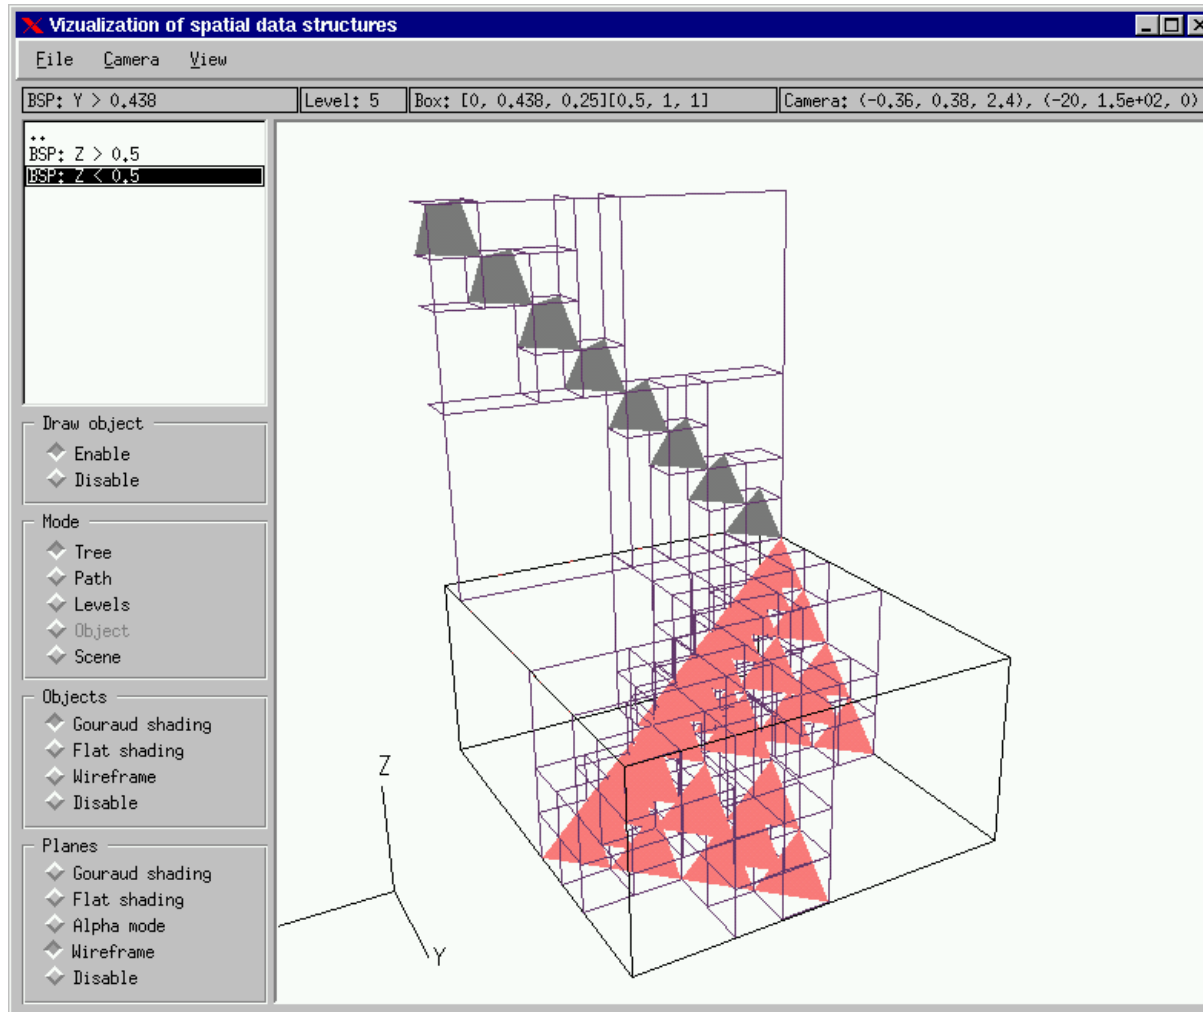 Vizualization of spatial data structures
File Camera View
BSP: Y > 0.438 Level: 5 Box: [0, 0.438, 0.25][0.5, 1, 1] Camera: (-0.36, 0.38, 2.4), (-20, 1.5e+02, 0)
..
BSP: Z > 0.5
BSP: Z < 0.5
Draw object
Enable
Disable
Mode
Tree
Path
Levels
Object
Scene
Objects
Gouraud shading
Flat shading
Wireframe
Disable
Planes
Gouraud shading
Flat shading
Alpha mode
Wireframe
Disable
Z
Y